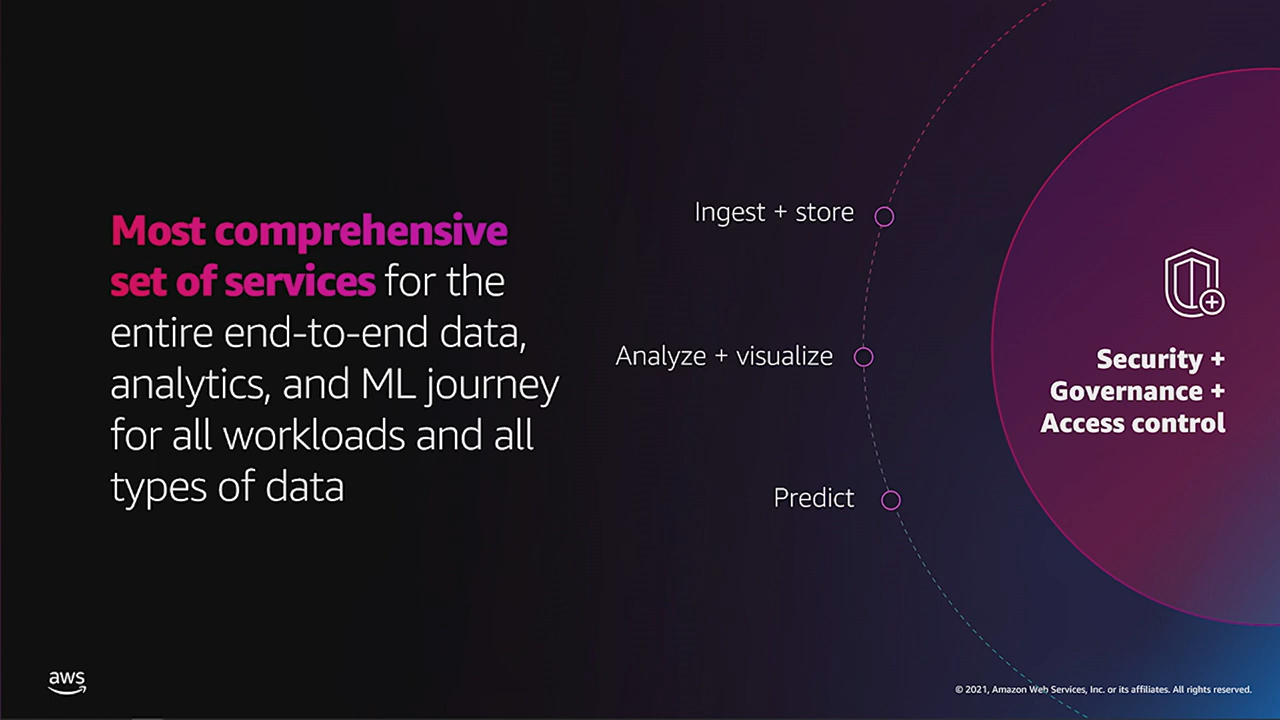 Most comprehensive
set of services for the
entire end-to-end data,
analytics, and ML journey
for all workloads and all
types of data
Ingest + store
Analyze + visualize
Predict
Security +
Governance +
Access control
aws
© 2021, Amazon Web Services, Inc. or its affiliates. All rights reserved.